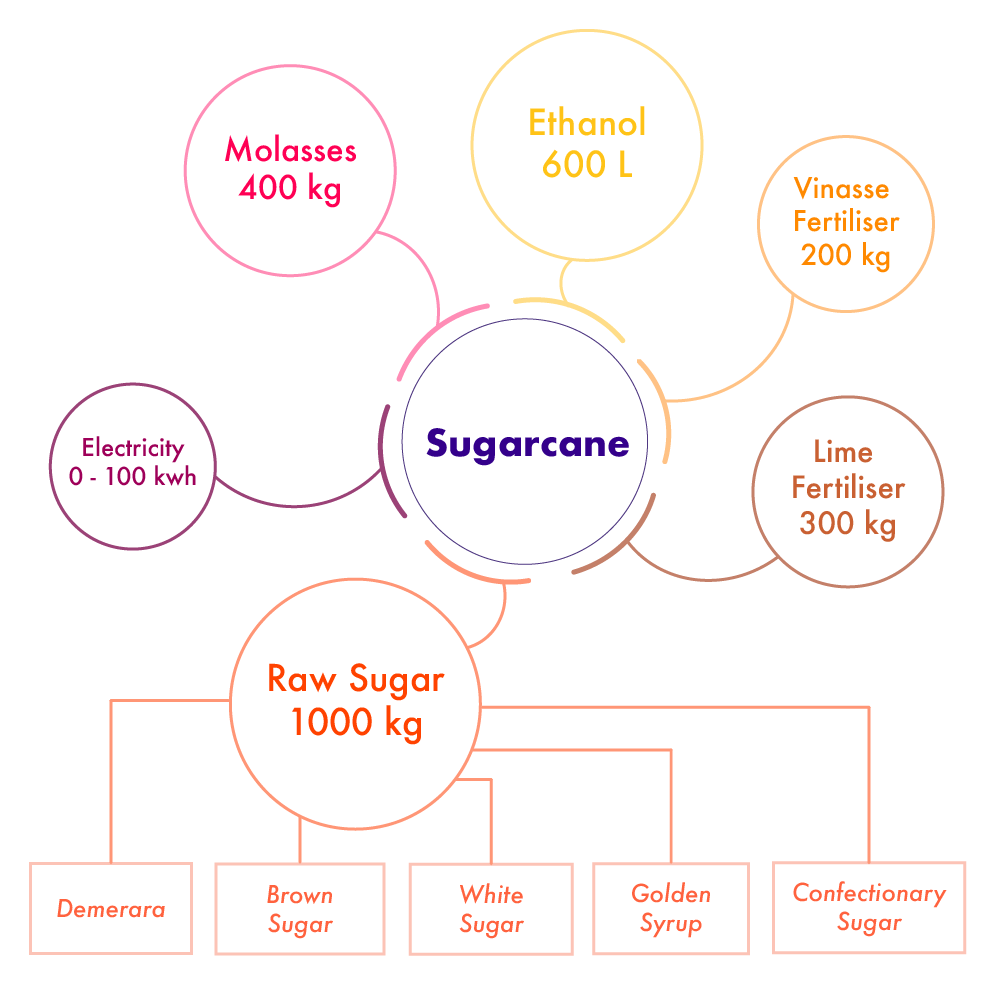 Ethanol
600 L
Molasses
400 kg
Vinasse
Fertiliser
200 kg
Electricity
0 - 100 kwh
Sugarcane
Lime
Fertiliser
300 kg
Raw Sugar
1000 kg
Demerara
Brown
Sugar
White
Sugar
Golden
Syrup
Confectionary
Sugar